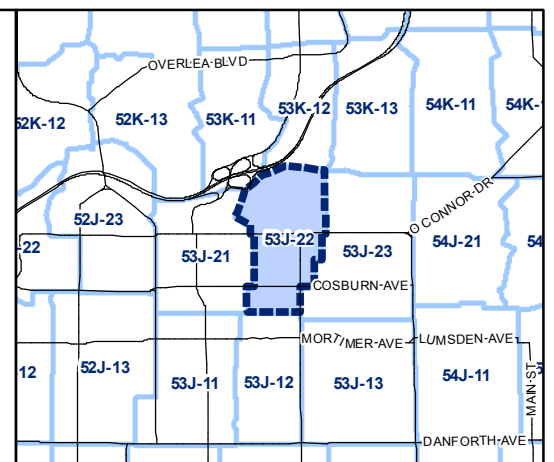 OVERLEA BLVD
52K-12
52K-13
53K-11
53K-12
53K-13
54K-11
54K-
O'CONNOR DR
52J-23
22
53J-21
53J-22
53J-23
54J-21
54
COSBURN AVE
MORTIMER AVE
LUMSDEN AVE
12
52J-13
53J-11
53J-12
53J-13
54J-11
MAIN ST
DANFORTH AVE